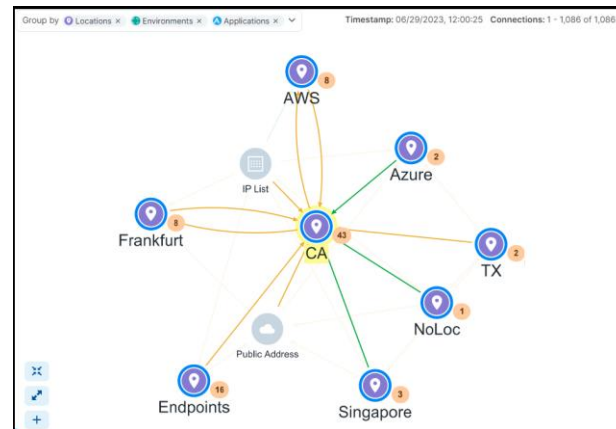 Group by Locations × Environments × Applications × Timestamp: 06/29/2023, 12:00:25 Connections: 1 - 1,086 of 1,086
8
AWS
2
Azure
IP List
8
Frankfurt
43
CA
2
TX
1
NoLoc
Public Address
16
Endpoints
3
Singapore